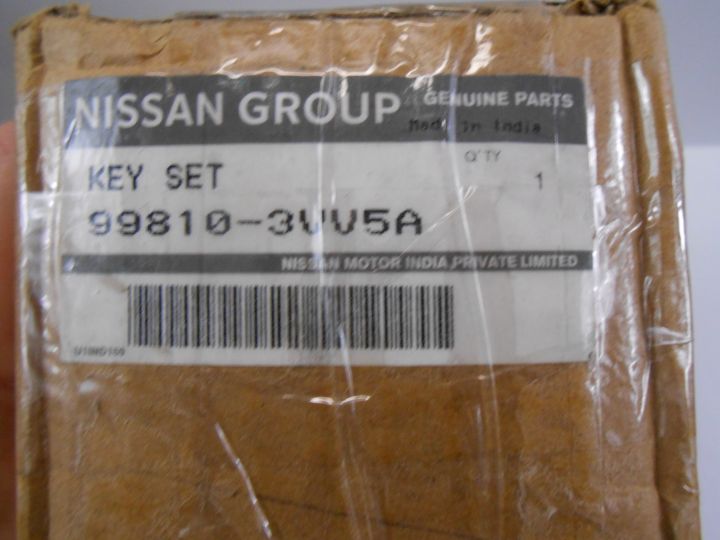 NISSAN GROUP
GENUINE PARTS
Made in India
KEY SET
Q'TY
1
99810-3VV5A
NISSAN MOTOR INDIA PRIVATE LIMITED